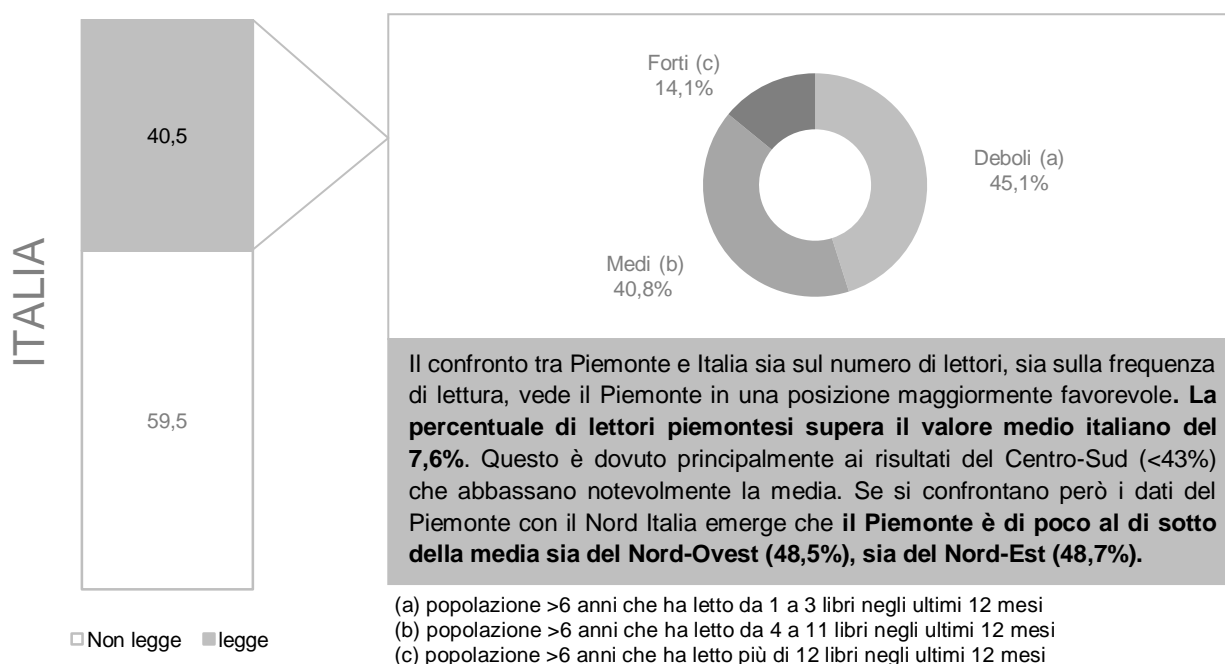 ITALIA
40,5
59,5
Non legge legge
Forti (c)
14,1%
Deboli (a)
45,1%
Medi (b)
40,8%
Il confronto tra Piemonte e Italia sia sul numero di lettori, sia sulla frequenza
di lettura, vede il Piemonte in una posizione maggiormente favorevole. La
percentuale di lettori piemontesi supera il valore medio italiano del
7,6%. Questo è dovuto principalmente ai risultati del Centro-Sud (<43%)
che abbassano notevolmente la media. Se si confrontano però i dati del
Piemonte con il Nord Italia emerge che il Piemonte è di poco al di sotto
della media sia del Nord-Ovest (48,5%), sia del Nord-Est (48,7%).
(a) popolazione >6 anni che ha letto da 1 a 3 libri negli ultimi 12 mesi
(b) popolazione >6 anni che ha letto da 4 a 11 libri negli ultimi 12 mesi
(c) popolazione >6 anni che ha letto più di 12 libri negli ultimi 12 mesi